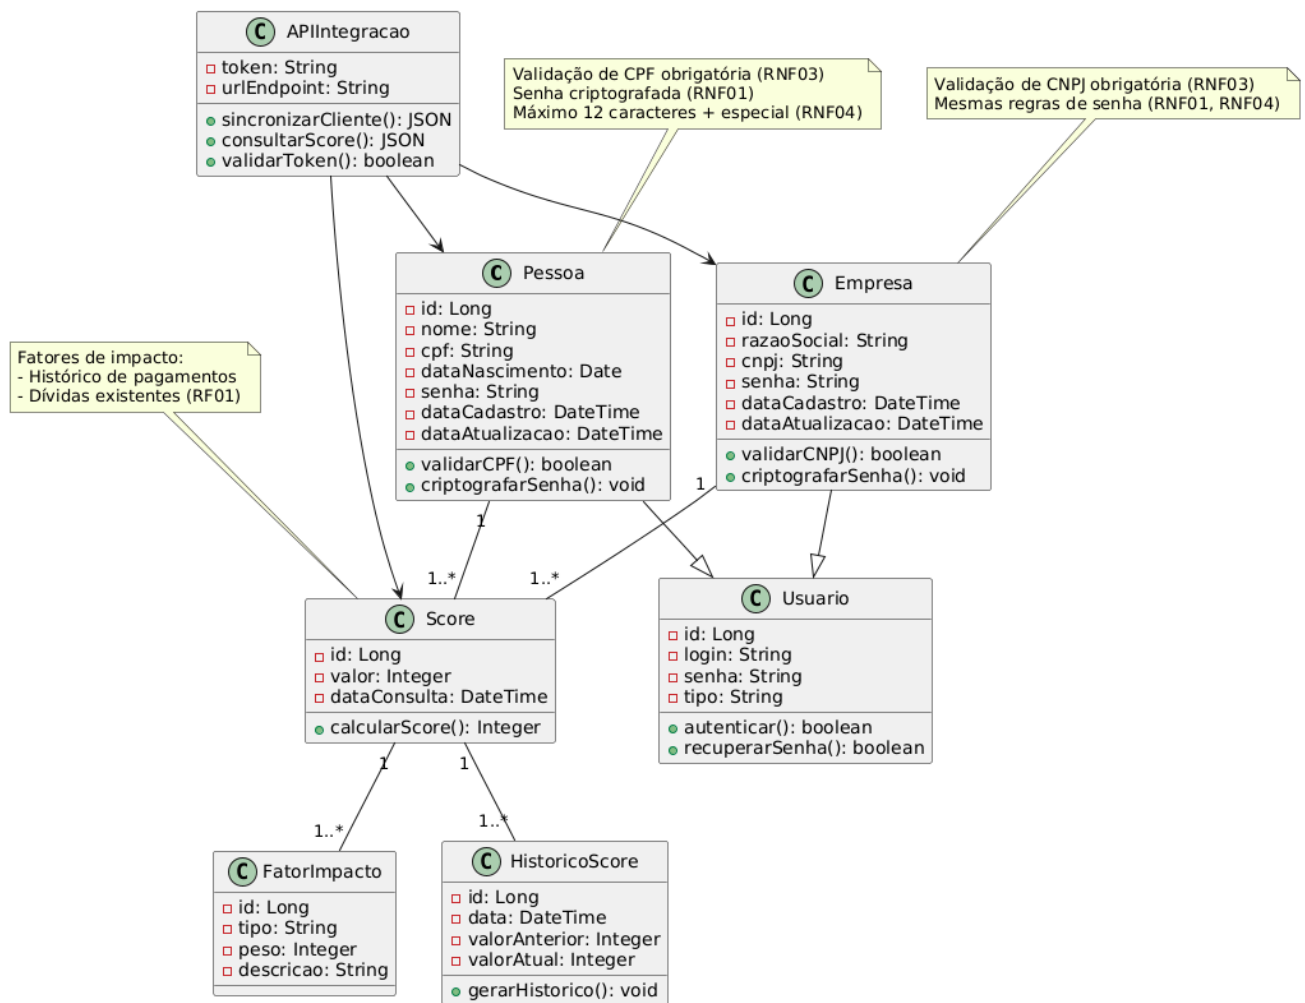 C APIIntegracao
token: String
urlEndpoint: String
sincronizarCliente(): JSON
consultarScore(): JSON
validarToken(): boolean
Validação de CPF obrigatória (RNF03)
Senha criptografada (RNF01)
Máximo 12 caracteres + especial (RNF04)
Validação de CNPJ obrigatória (RNF03)
Mesmas regras de senha (RNF01, RNF04)
C Pessoa
id: Long
nome: String
cpf: String
dataNascimento: Date
senha: String
dataCadastro: DateTime
dataAtualizacao: DateTime
validarCPF(): boolean
criptografarSenha(): void
C Empresa
id: Long
razaoSocial: String
cnpj: String
senha: String
dataCadastro: DateTime
dataAtualizacao: DateTime
validarCNPJ(): boolean
criptografarSenha(): void
Fatores de impacto:
- Histórico de pagamentos
- Dívidas existentes (RF01)
1
1
1..*
1..*
C Score
id: Long
valor: Integer
dataConsulta: DateTime
calcularScore(): Integer
C Usuario
id: Long
login: String
senha: String
tipo: String
autenticar(): boolean
recuperarSenha(): boolean
1
1
1..*
1..*
C FatorImpacto
id: Long
tipo: String
peso: Integer
descricao: String
C HistoricoScore
id: Long
data: DateTime
valorAnterior: Integer
valorAtual: Integer
gerarHistorico(): void